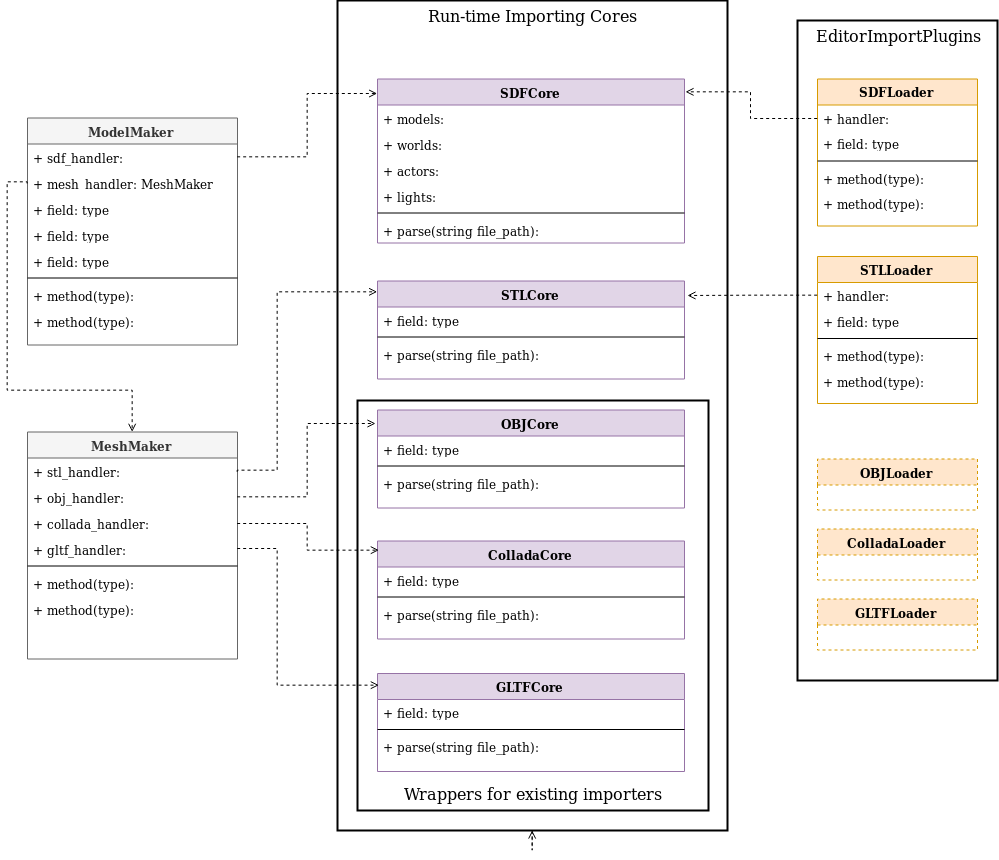 Run-time Importing Cores
EditorImportPlugins
ModelMaker
+ sdf_handler:
+ mesh_handler: MeshMaker
+ field: type
+ field: type
+ field: type
+ method(type):
+ method(type):
MeshMaker
+ stl_handler:
+ obj_handler:
+ collada_handler:
+ gltf_handler:
+ method(type):
+ method(type):
SDFCore
+ models:
+ worlds:
+ actors:
+ lights:
+ parse(string file_path):
STLCore
+ field: type
+ parse(string file_path):
OBJCore
+ field: type
+ parse(string file_path):
ColladaCore
+ field: type
+ parse(string file_path):
GLTFCore
+ field: type
+ parse(string file_path):
Wrappers for existing importers
SDFLoader
+ handler:
+ field: type
+ method(type):
+ method(type):
STLLoader
+ handler:
+ field: type
+ method(type):
+ method(type):
OBJLoader
ColladaLoader
GLTFLoader